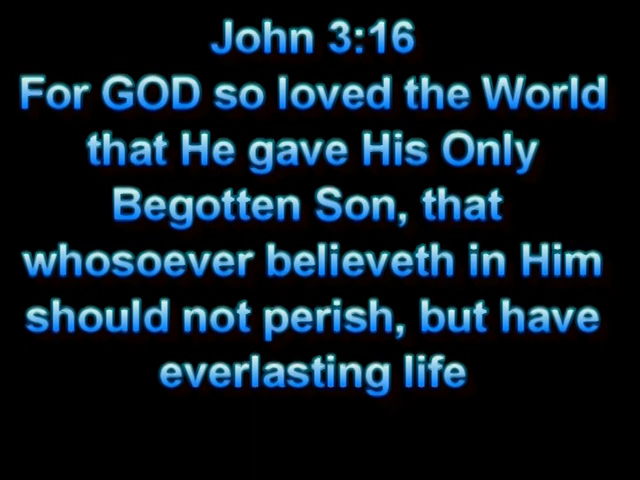 John 3:16
For GOD so loved the World
that He gave His Only
Begotten Son, that
whosoever believeth in Him
should not perish, but have
everlasting life